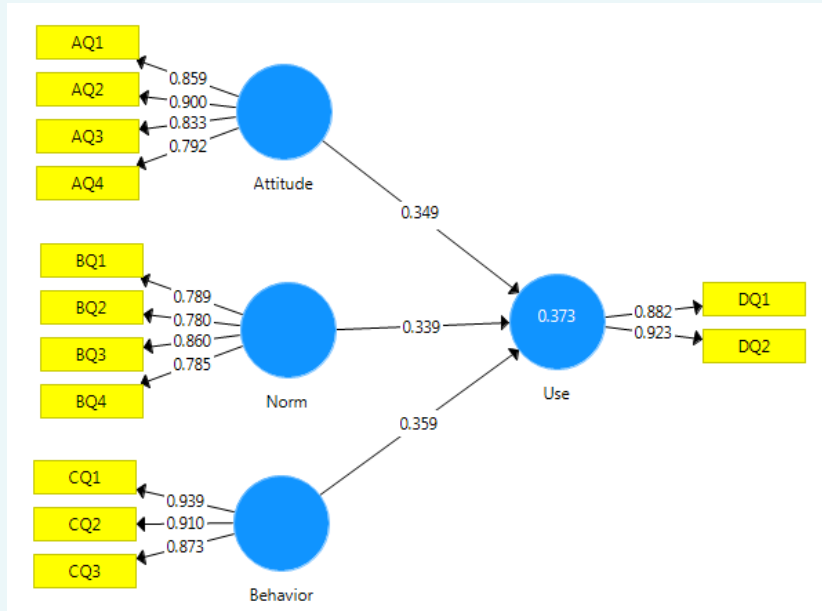 AQ1
AQ2
AQ3
AQ4
0.859
0.900
0.833
0.792
Attitude
0.349
BQ1
BQ2
BQ3
BQ4
0.789
0.780
0.860
0.785
Norm
0.339
CQ1
CQ2
CQ3
0.939
0.910
0.873
Behavior
0.359
0.373
Use
0.882
0.923
DQ1
DQ2